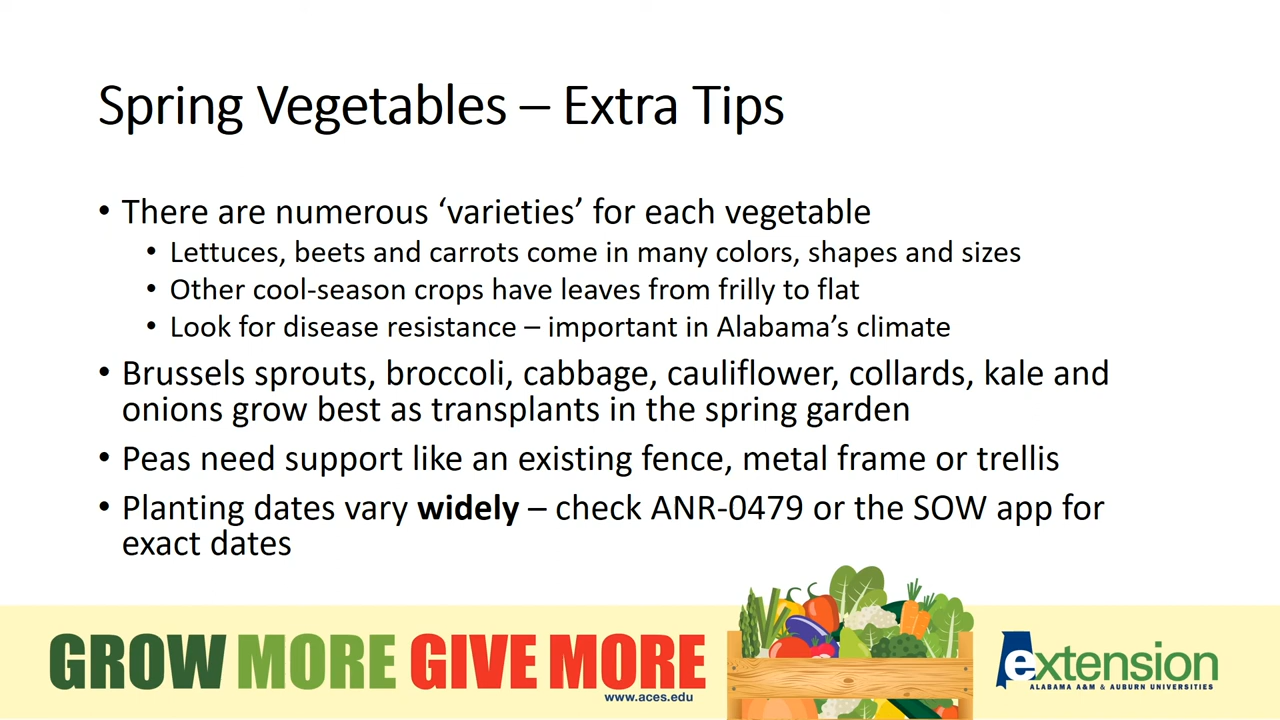 Spring Vegetables – Extra Tips
• There are numerous ‘varieties’ for each vegetable
• Lettuces, beets and carrots come in many colors, shapes and sizes
• Other cool-season crops have leaves from frilly to flat
• Look for disease resistance – important in Alabama’s climate
• Brussels sprouts, broccoli, cabbage, cauliflower, collards, kale and
onions grow best as transplants in the spring garden
• Peas need support like an existing fence, metal frame or trellis
• Planting dates vary widely – check ANR-0479 or the SOW app for
exact dates
GROW MORE GIVE MORE
www.aces.edu
extension
ALABAMA A&M & AUBURN UNIVERSITIES